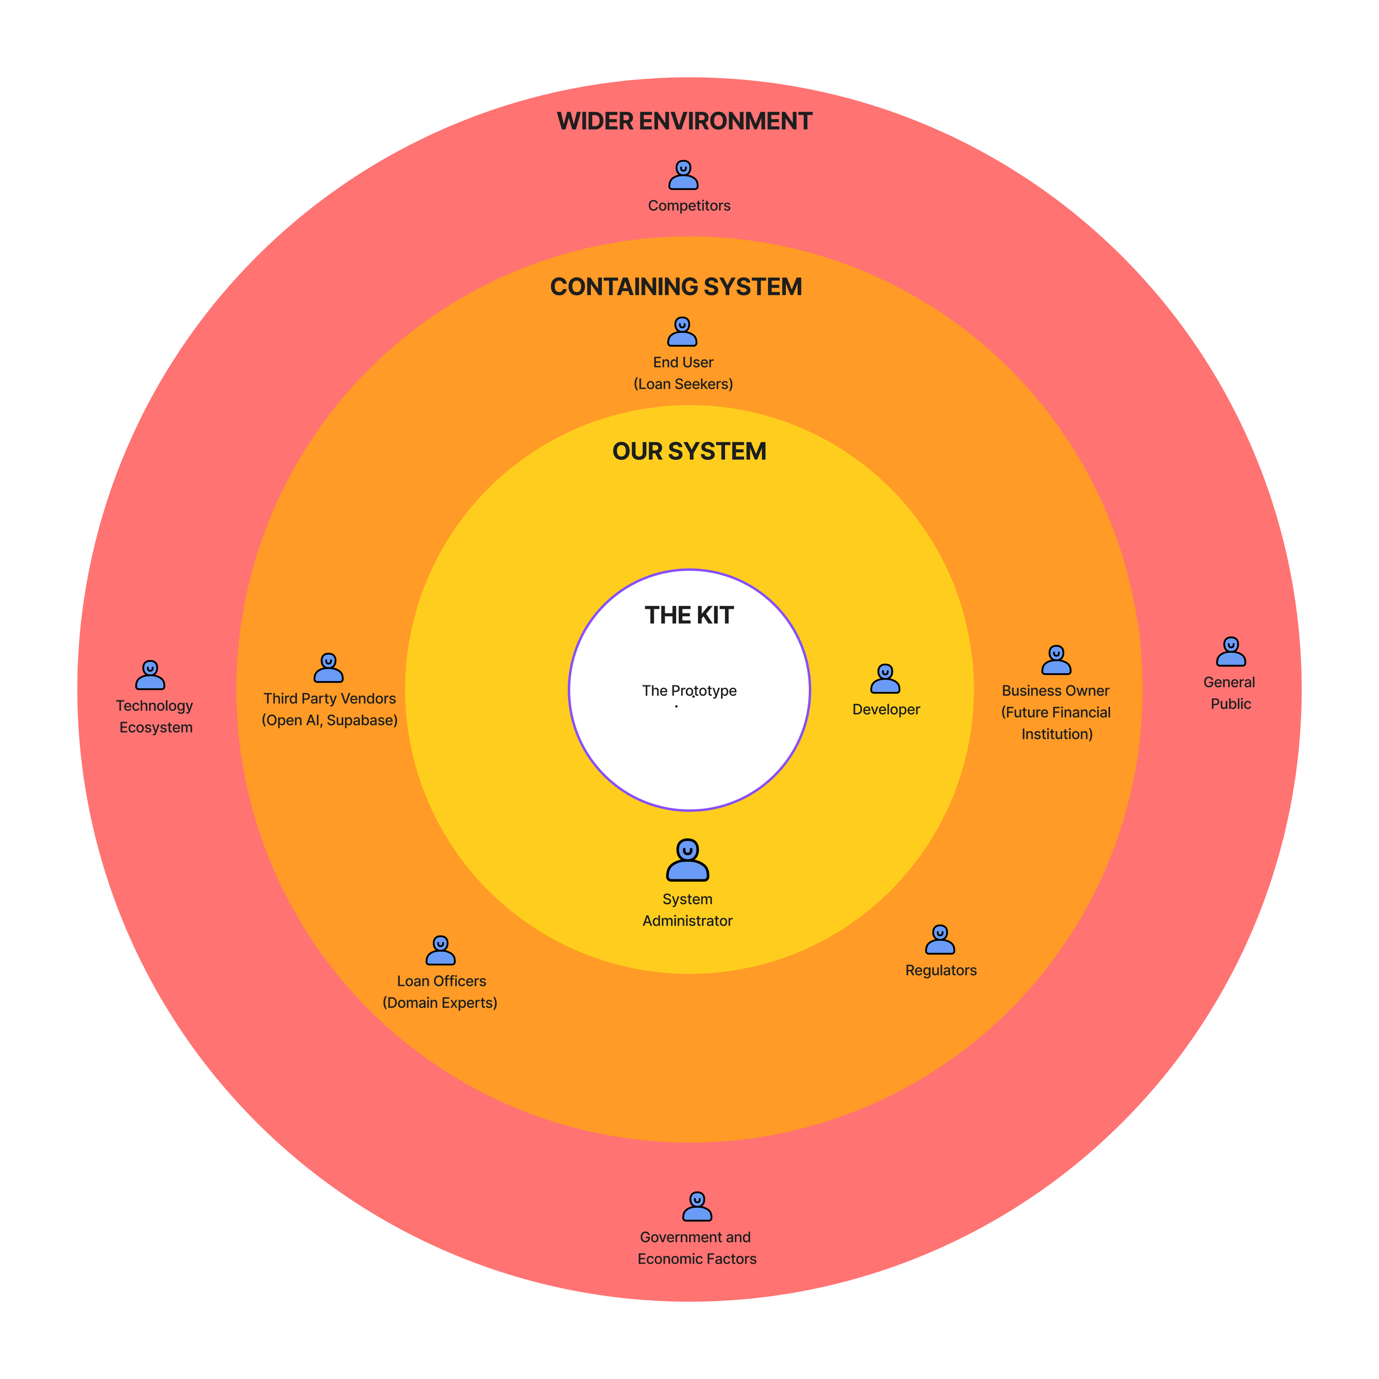 WIDER ENVIRONMENT
Competitors
CONTAINING SYSTEM
End User
(Loan Seekers)
OUR SYSTEM
THE KIT
The Prototype
Technology
Ecosystem
Third Party Vendors
(Open AI, Supabase)
Developer
Business Owner
(Future Financial
Institution)
General
Public
System
Administrator
Loan Officers
(Domain Experts)
Regulators
Government and
Economic Factors